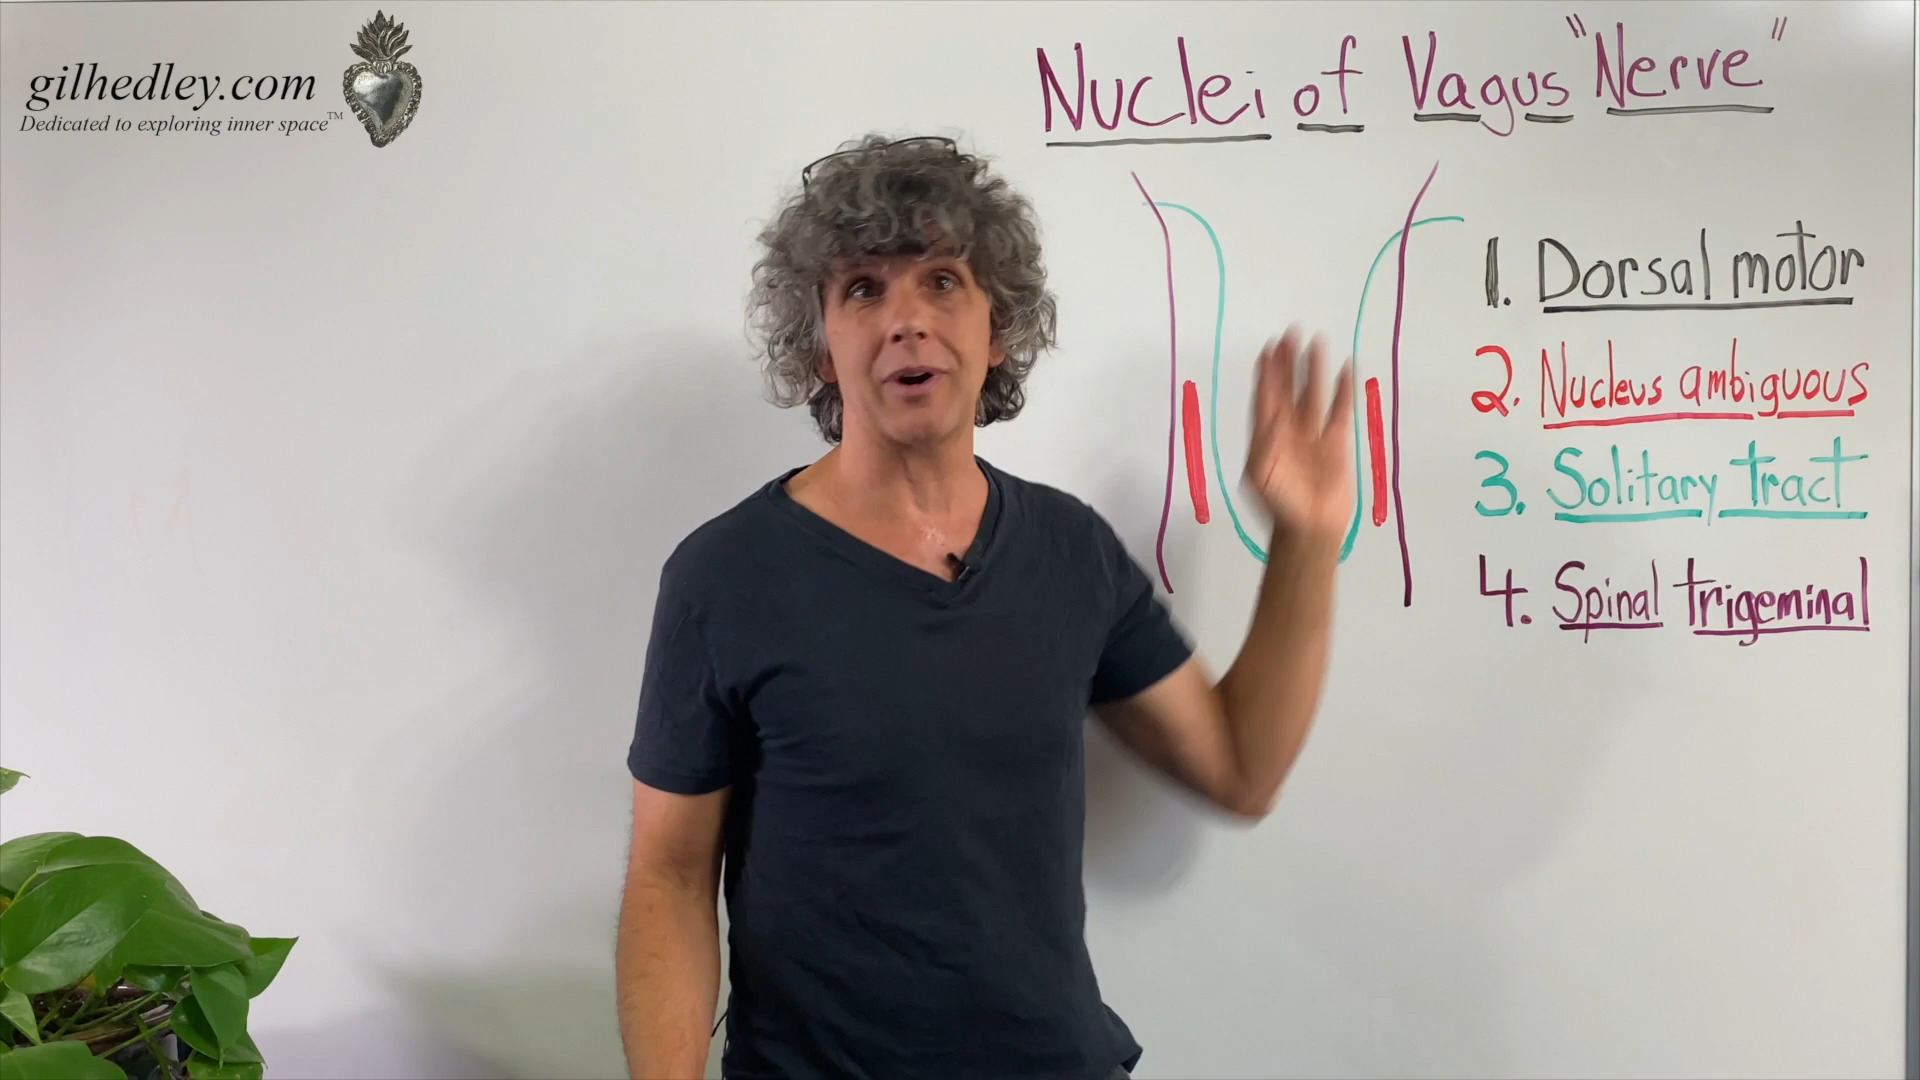 gilhedley.com
Dedicated to exploring inner space™
Nuclei of Vagus "Nerve"
1. Dorsal motor
2. Nucleus ambiguous
3. Solitary tract
4. Spinal trigeminal